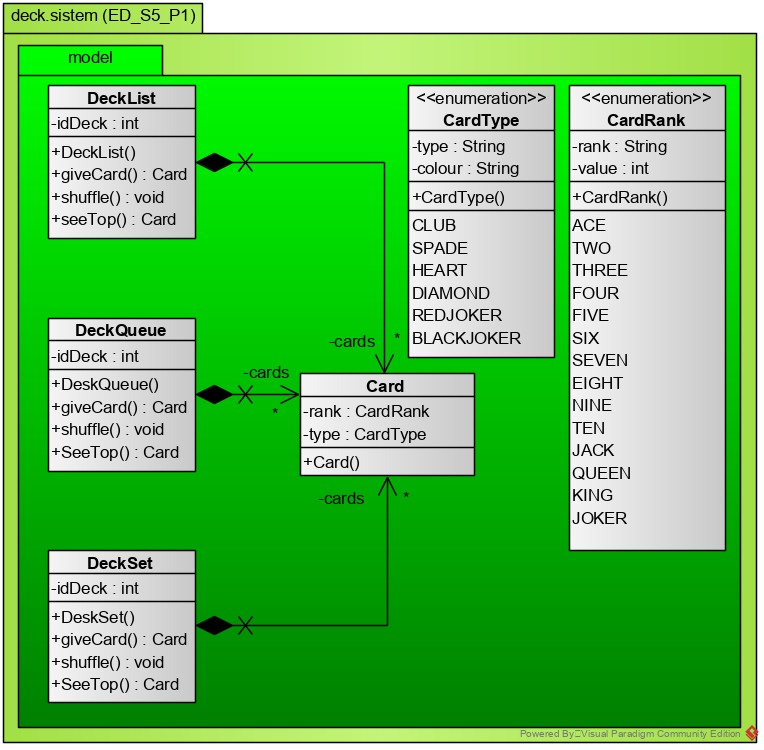 deck.sistem (ED_S5_P1)
model
DeckList
-idDeck : int
+DeckList()
+giveCard() : Card
+shuffle() : void
+seeTop() : Card
<<enumeration>>
CardType
-type : String
-colour : String
+CardType()
CLUB
SPADE
HEART
DIAMOND
REDJOKER
BLACKJOKER
<<enumeration>>
CardRank
-rank : String
-value : int
+CardRank()
ACE
TWO
THREE
FOUR
FIVE
SIX
SEVEN
EIGHT
NINE
TEN
JACK
QUEEN
KING
JOKER
-cards
*
DeckQueue
-idDeck : int
+DeskQueue()
+giveCard() : Card
+shuffle() : void
+SeeTop() : Card
-cards
*
Card
-rank : CardRank
-type : CardType
+Card()
-cards
*
DeckSet
-idDeck : int
+DeskSet()
+giveCard() : Card
+shuffle() : void
+SeeTop() : Card
Powered By Visual Paradigm Community Edition